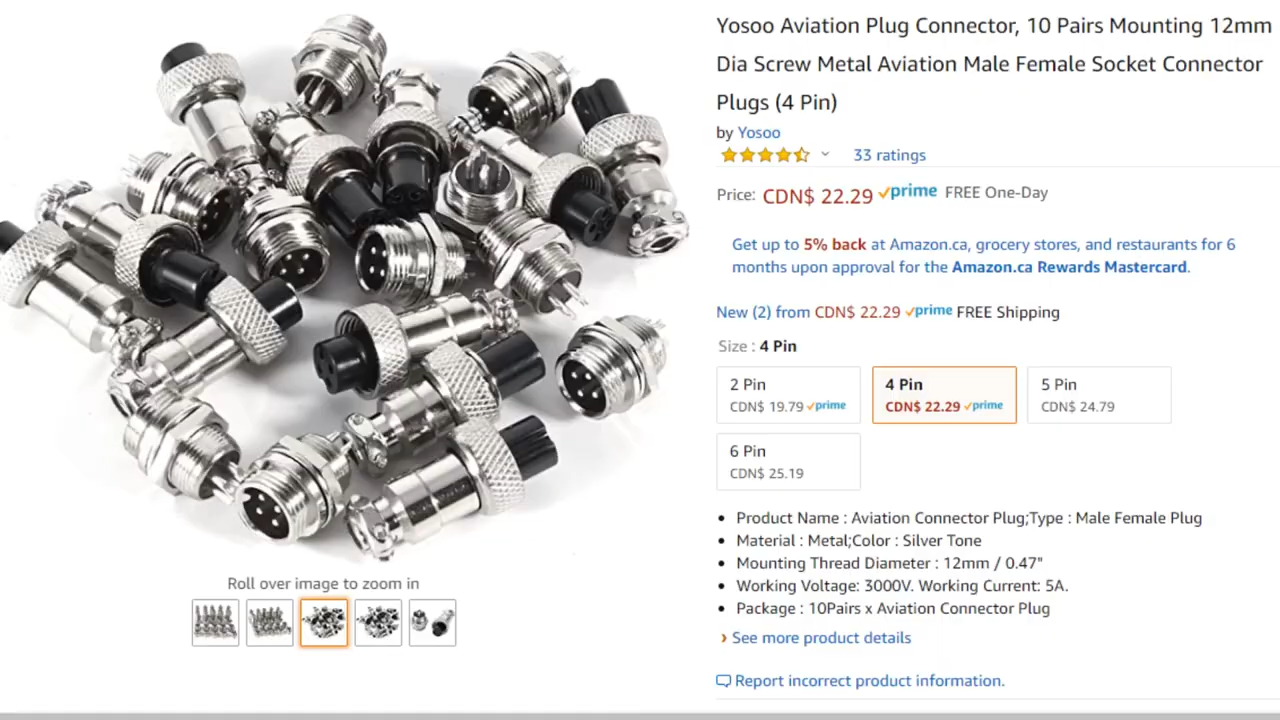 Yosoo Aviation Plug Connector, 10 Pairs Mounting 12mm
Dia Screw Metal Aviation Male Female Socket Connector
Plugs (4 Pin)
by Yosoo
33 ratings
Price: CDN$ 22.29 prime FREE One-Day
Get up to 5% back at Amazon.ca, grocery stores, and restaurants for 6
months upon approval for the Amazon.ca Rewards Mastercard.
New (2) from CDN$ 22.29 prime FREE Shipping
Size : 4 Pin
2 Pin
CDN$ 19.79 prime
4 Pin
CDN$ 22.29 prime
5 Pin
CDN$ 24.79
6 Pin
CDN$ 25.19
• Product Name : Aviation Connector Plug;Type : Male Female Plug
• Material : Metal;Color : Silver Tone
• Mounting Thread Diameter : 12mm / 0.47"
• Working Voltage: 3000V. Working Current: 5A.
• Package : 10Pairs x Aviation Connector Plug
› See more product details
Report incorrect product information.
Roll over image to zoom in